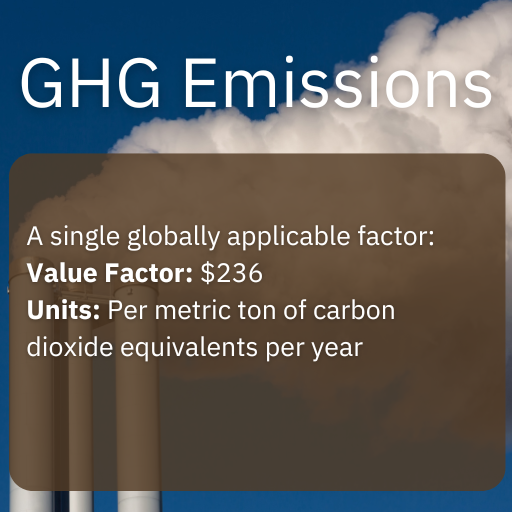 GHG Emissions
A single globally applicable factor:
Value Factor: $236
Units: Per metric ton of carbon
dioxide equivalents per year